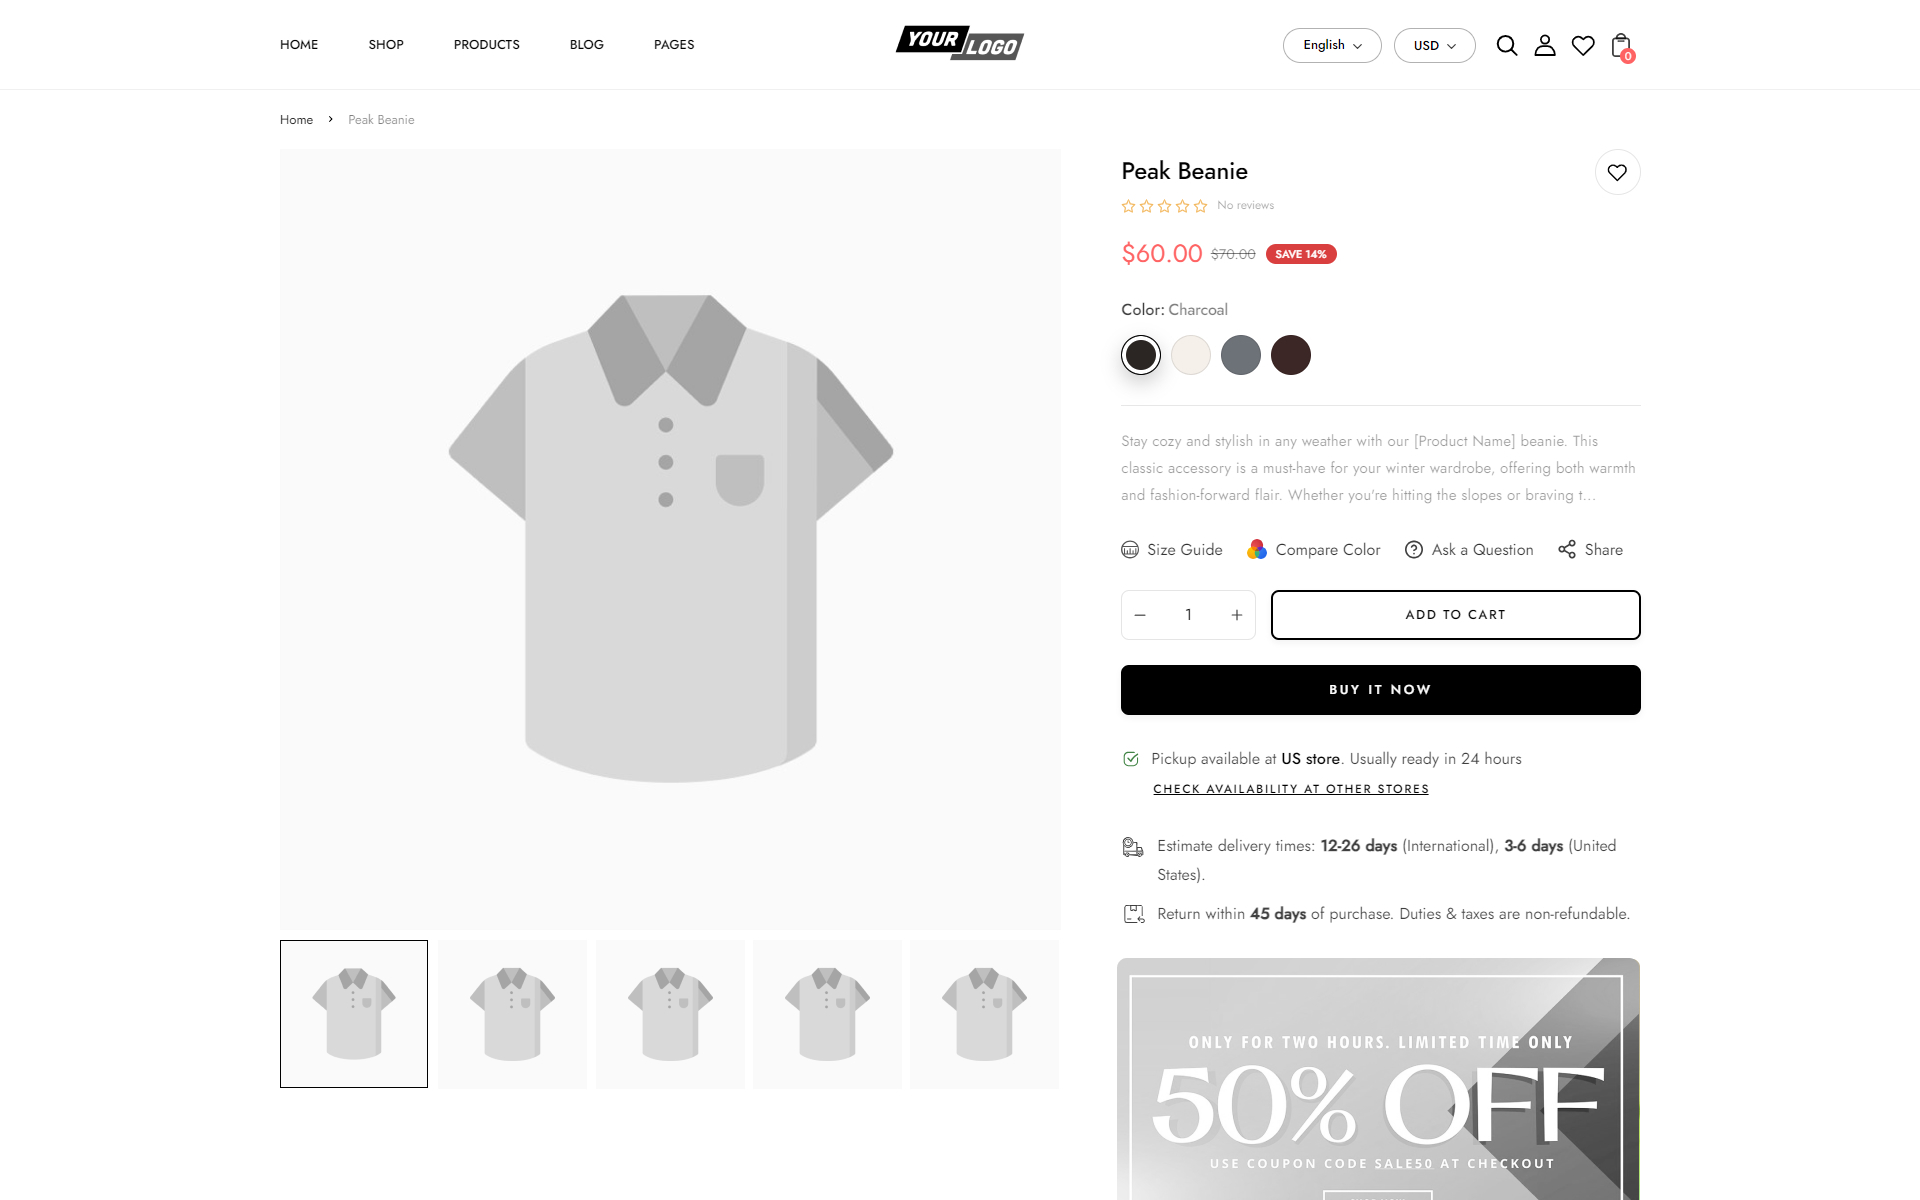 HOME
SHOP
PRODUCTS
BLOG
PAGES
YOUR
LOGO
English
USD
0
Home
Peak Beanie
Peak Beanie
No reviews
$60.00 $70.00 SAVE 14%
Color: Charcoal
Stay cozy and stylish in any weather with our [Product Name] beanie. This
classic accessory is a must-have for your winter wardrobe, offering both warmth
and fashion-forward flair. Whether you're hitting the slopes or braving t...
Size Guide
Compare Color
Ask a Question
Share
1
ADD TO CART
BUY IT NOW
Pickup available at US store. Usually ready in 24 hours
CHECK AVAILABILITY AT OTHER STORES
Estimate delivery times: 12-26 days (International), 3-6 days (United
States).
Return within 45 days of purchase. Duties & taxes are non-refundable.
ONLY FOR TWO HOURS. LIMITED TIME ONLY
50% OFF
USE COUPON CODE SALE50 AT CHECKOUT